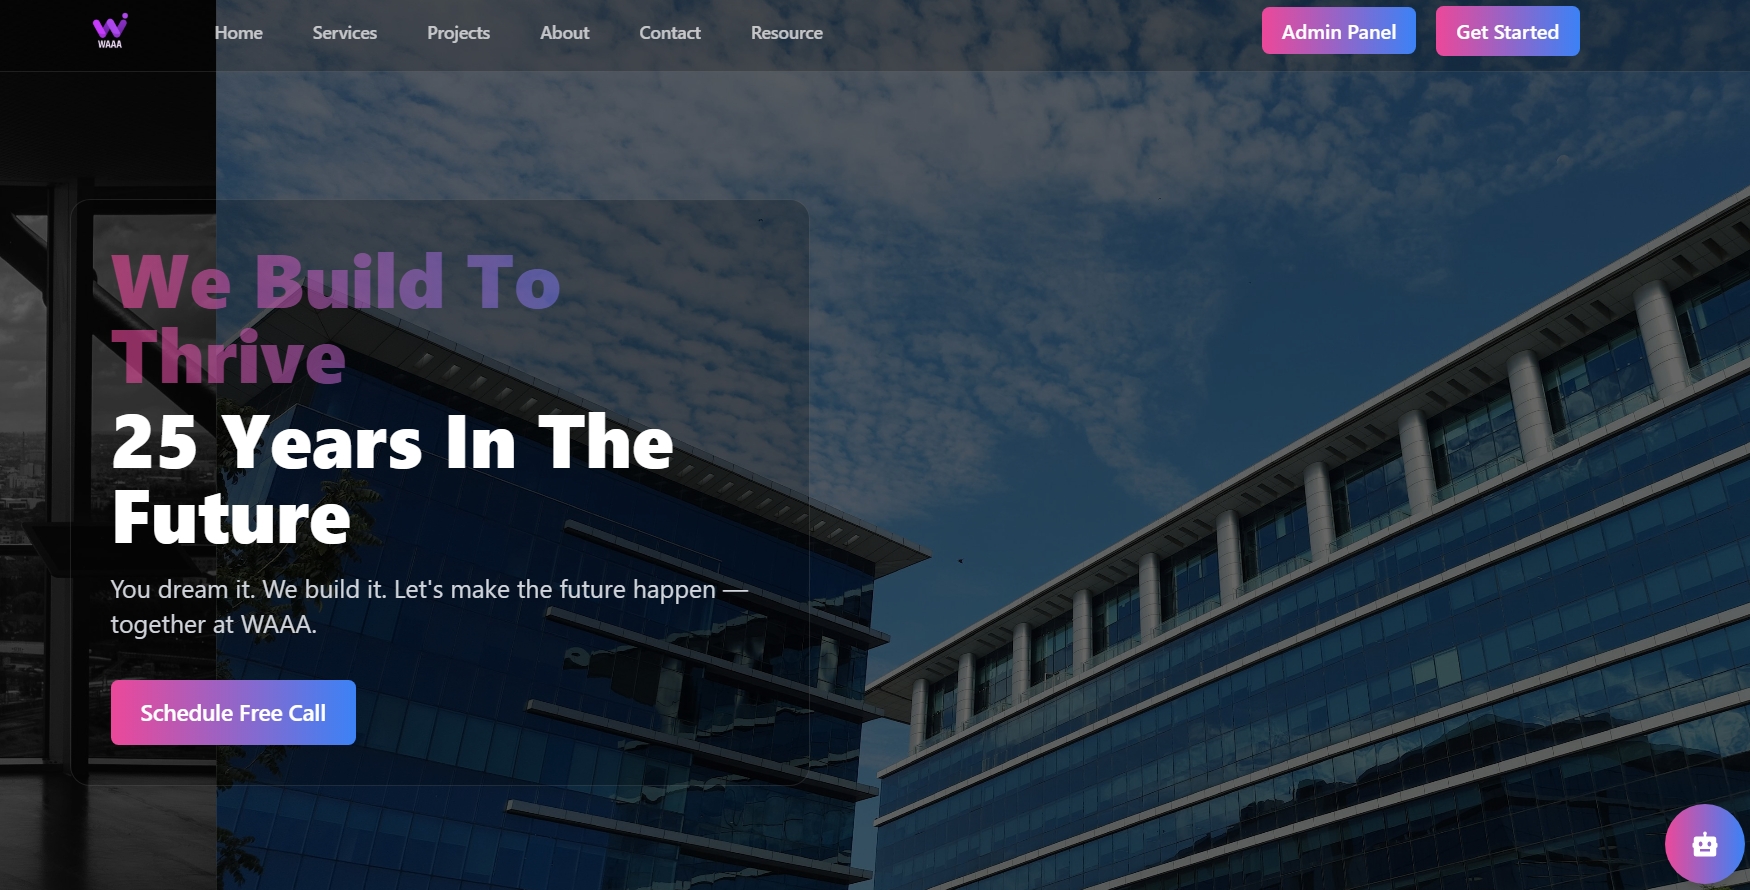 WAAA
Home
Services
Projects
About
Contact
Resource
Admin Panel
Get Started
We Build To
Thrive
25 Years In The
Future
You dream it. We build it. Let's make the future happen —
together at WAAA.
Schedule Free Call